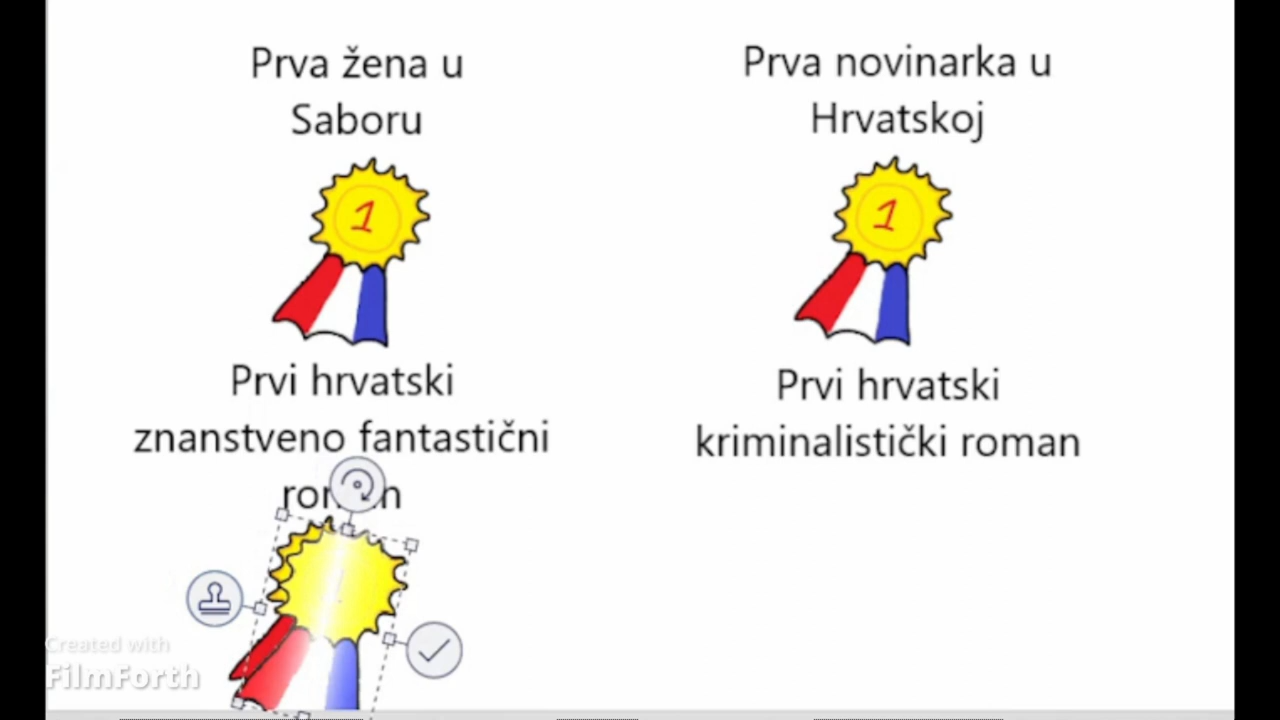 Prva žena u
Saboru
1
Prvi hrvatski
znanstveno fantastični
Prva novinarka u
Hrvatskoj
1
Prvi hrvatski
kriminalistički roman
Created with
FilmForth